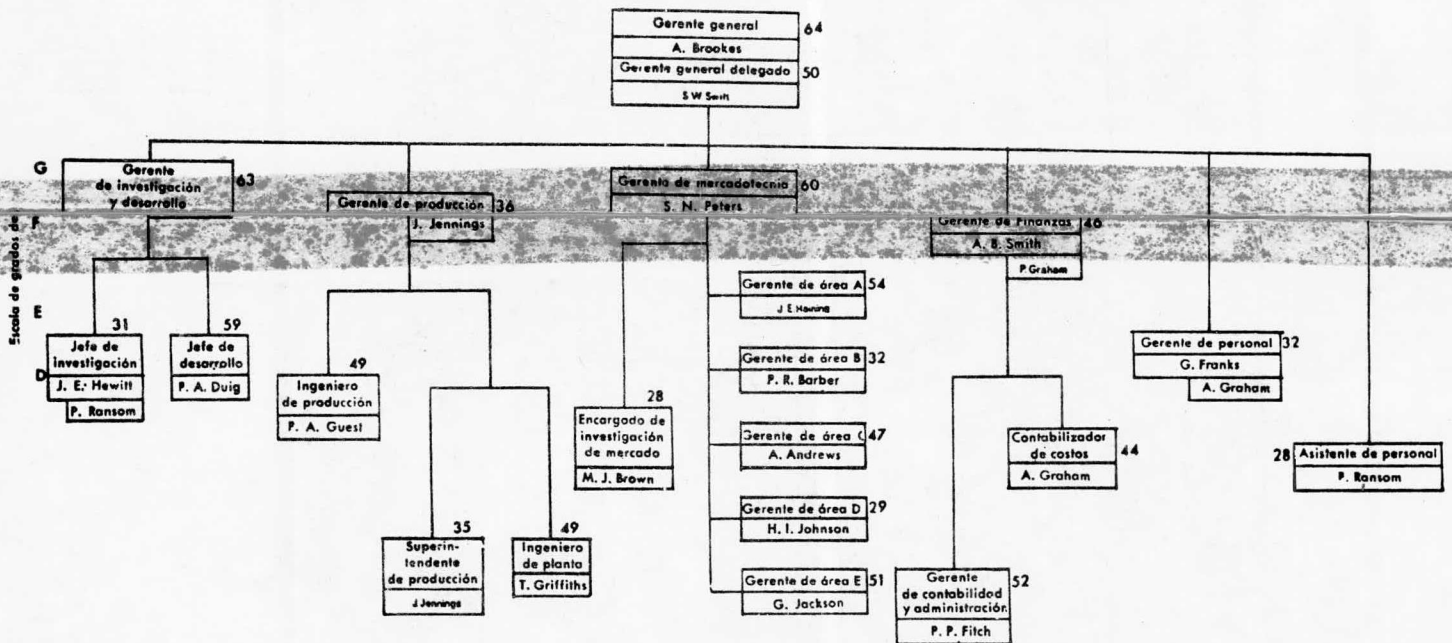 Gerente general
64
A. Brookes
Gerente general delegado
50
S W Smith
Escala de grados de
G
F
E
D
Gerente
de investigación
y desarrollo
63
Gerente de producción
36
J. Jennings
Gerente de mercadotecnia
60
S. N. Peters
Gerente de Finanzas
46
A. B. Smith
P. Graham
31
Jefe de
investigación
J. E. Hewitt
P. Ransom
59
Jefe de
desarrollo
P. A. Duig
49
Ingeniero
de producción
P. A. Guest
35
Superin-
tendente
de producción
J Jennings
49
Ingeniero
de planta
T. Griffiths
28
Encargado de
investigación
de mercado
M. J. Brown
Gerente de área A
54
J. E.
Gerente de área B
32
P. R. Barber
Gerente de área C
47
A. Andrews
Gerente de área D
29
H. I. Johnson
Gerente de área E
51
G. Jackson
Contabilizador
de costos
44
A. Graham
Gerente
de contabilidad
y administración
52
P. P. Fitch
Gerente de personal
32
G. Franks
A. Graham
28
Asistente de personal
P. Ransom